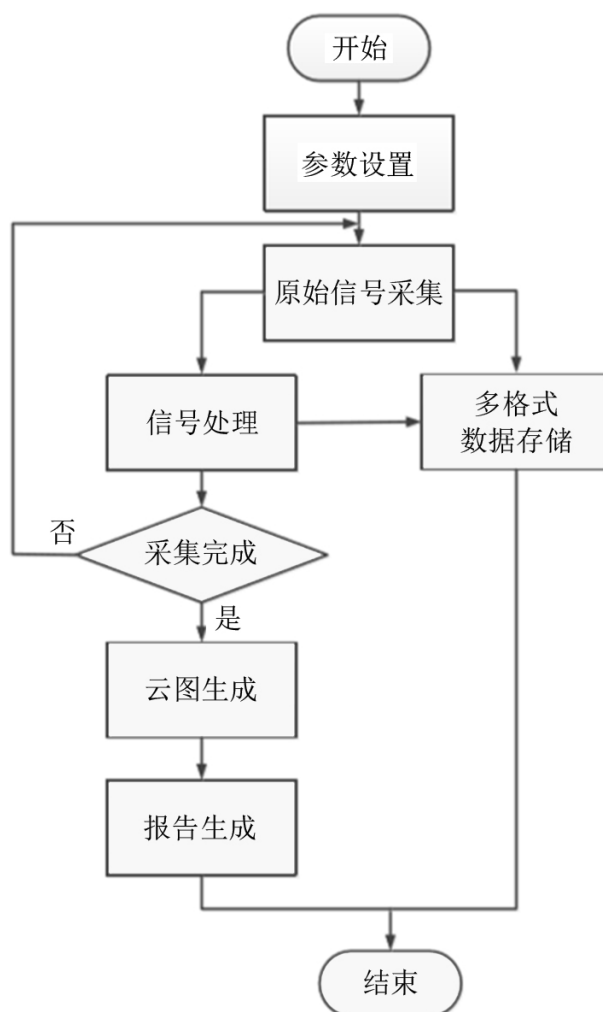 开始
参数设置
原始信号采集
信号处理
多格式
数据存储
否
采集完成
是
云图生成
报告生成
结束